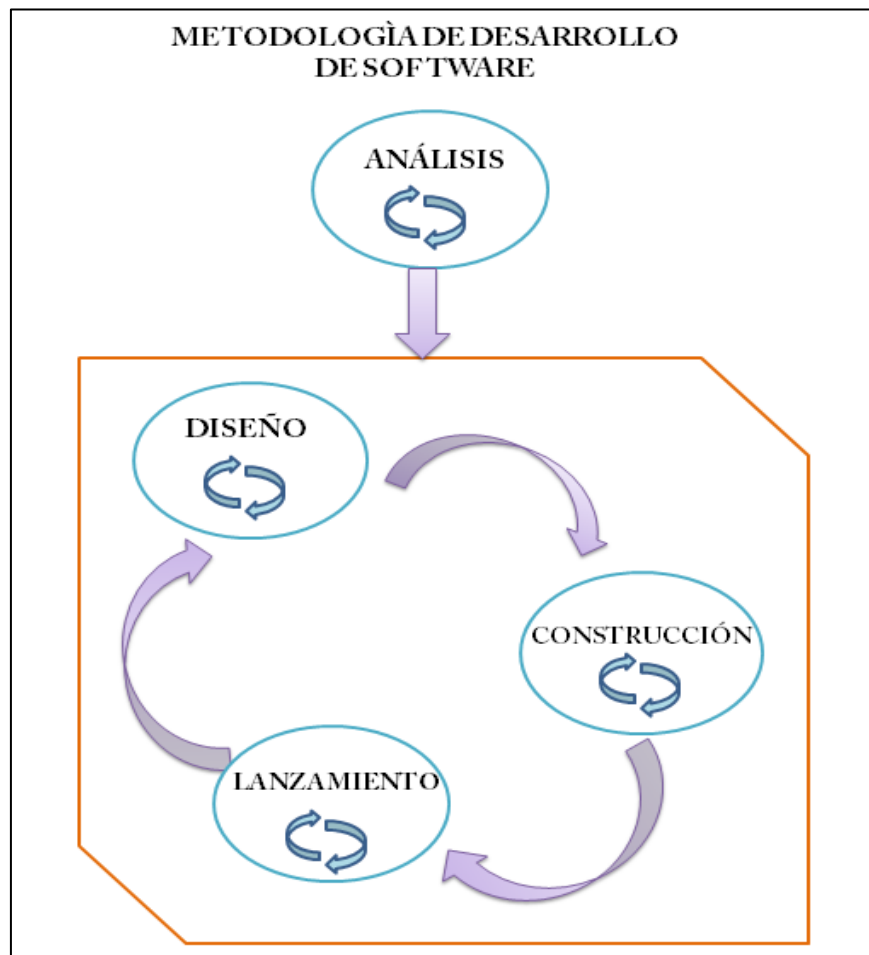 METODOLOGÌA DE DESARROLLO
DE SOFTWARE
ANÁLISIS
DISEÑO
CONSTRUCCIÓN
LANZAMIENTO